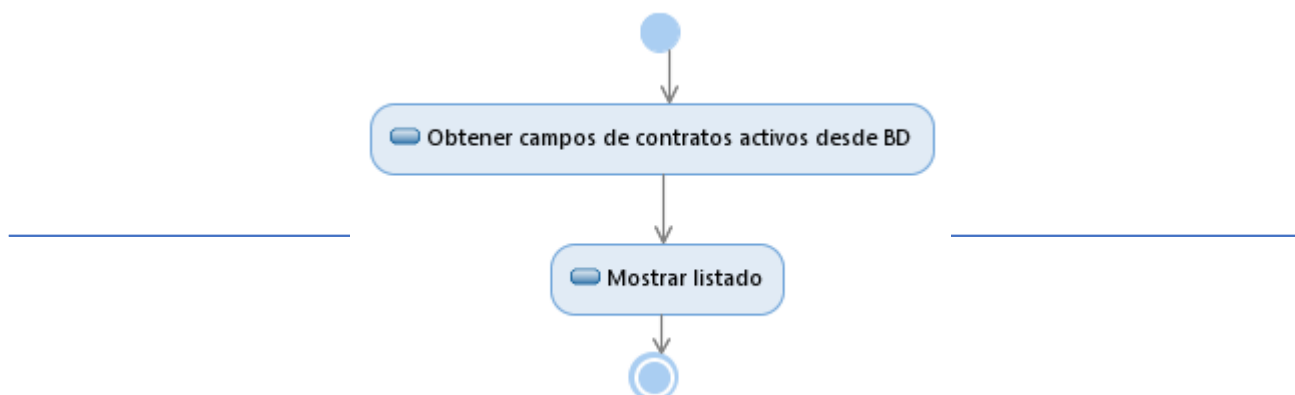 Obtener campos de contratos activos desde BD
Mostrar listado